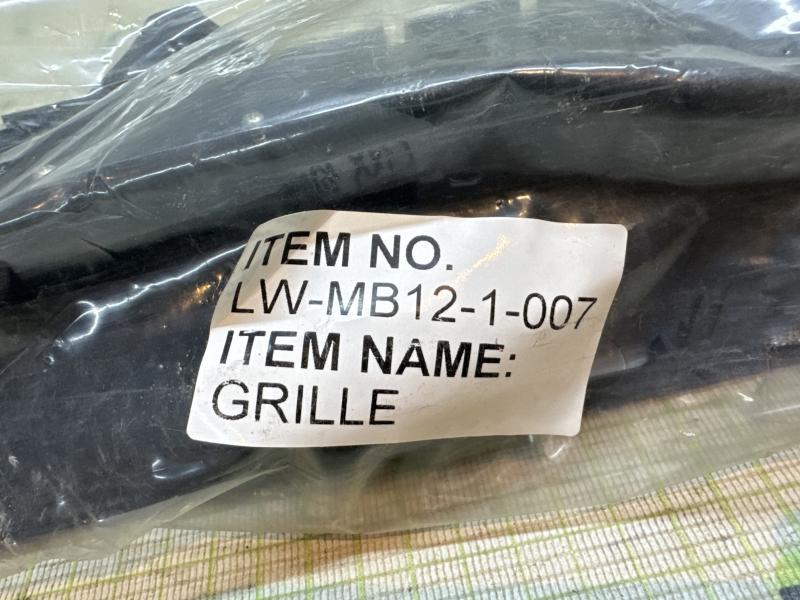 ITEM NO.
LW-MB12-1-007
ITEM NAME:
GRILLE